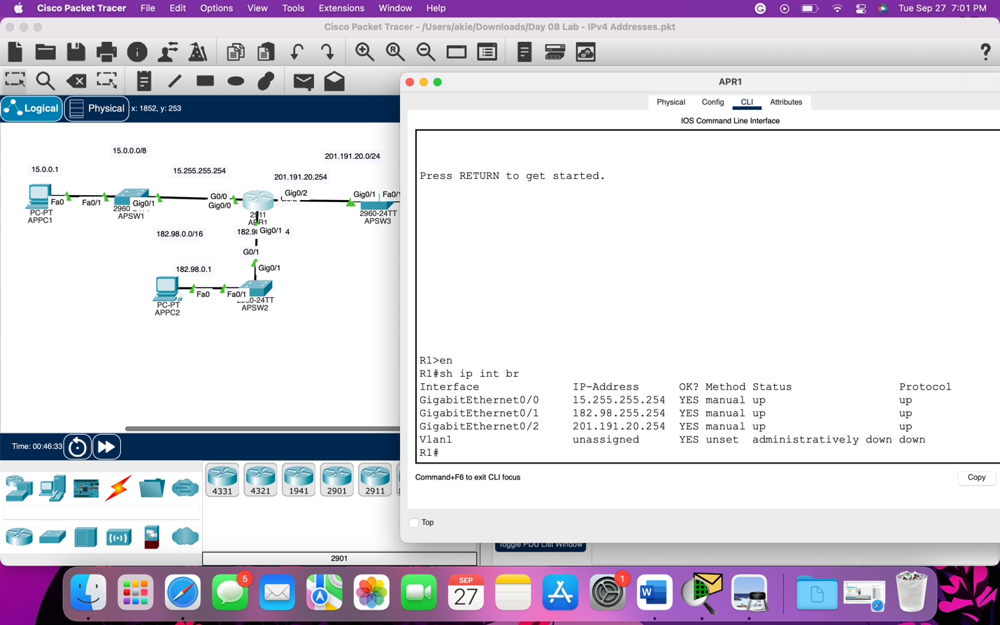 Cisco Packet Tracer File Edit Options View Tools Extensions Window Help Tue Sep 27 7:01 PM
Cisco Packet Tracer - /Users/akie/Downloads/Day 08 Lab - IPv4 Addresses.pkt
Logical Physical x: 1852, y: 253
15.0.0.0/8
201.191.20.0/24
15.0.0.1
15.255.255.254
201.191.20.254
Gig0/2
G0/0
Gig0/1 Fa0/1
Fa0
Fa0/1
Gig0/1
Gig0/0
PC-PT
APPC1
2960
APSW1
2911
APR1
2960-24TT
APSW3
182.98.0.0/16
182.98
Gig0/1
4
G0/1
182.98.0.1
Gig0/1
Fa0
Fa0/1
PC-PT
APPC2
2960-24TT
APSW2
Time: 00:46:33
4331
4321
1941
2901
2911
2901
APR1
Physical Config CLI Attributes
IOS Command Line Interface
Press RETURN to get started.
R1>en
R1#sh ip int br
Interface IP-Address OK? Method Status Protocol
GigabitEthernet0/0 15.255.255.254 YES manual up up
GigabitEthernet0/1 182.98.255.254 YES manual up up
GigabitEthernet0/2 201.191.20.254 YES manual up up
Vlan1 unassigned YES unset administratively down down
R1#
Command+F6 to exit CLI focus
Copy
Top
Toggle PDU List Window
5
SEP
27
1
W